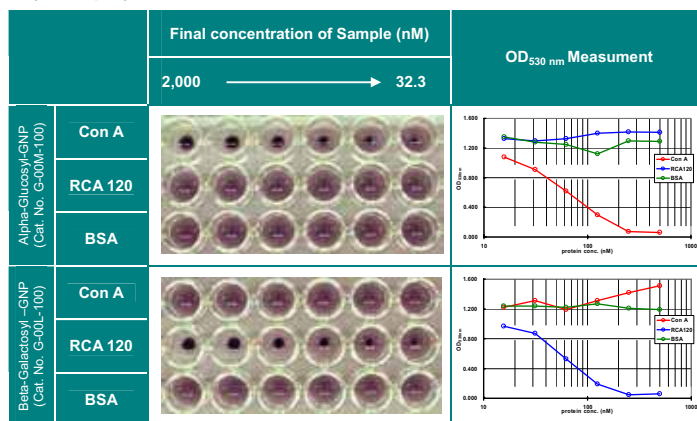 Final concentration of Sample (nM)
2,000 32.3
OD530 nm Measument
Alpha-Glucosyl-GNP
(Cat. No. G-00M-100)
Con A
RCA 120
BSA
1.600
1.200
0.800
0.400
0.000
OD530nm
10 100 1000
protein conc. (nM)
Con A
RCA120
BSA
Beta-Galactosyl –GNP
(Cat. No. G-00L-100)
Con A
RCA 120
BSA
1.600
1.200
0.800
0.400
0.000
OD530nm
10 100 1000
protein conc. (nM)
Con A
RCA120
BSA